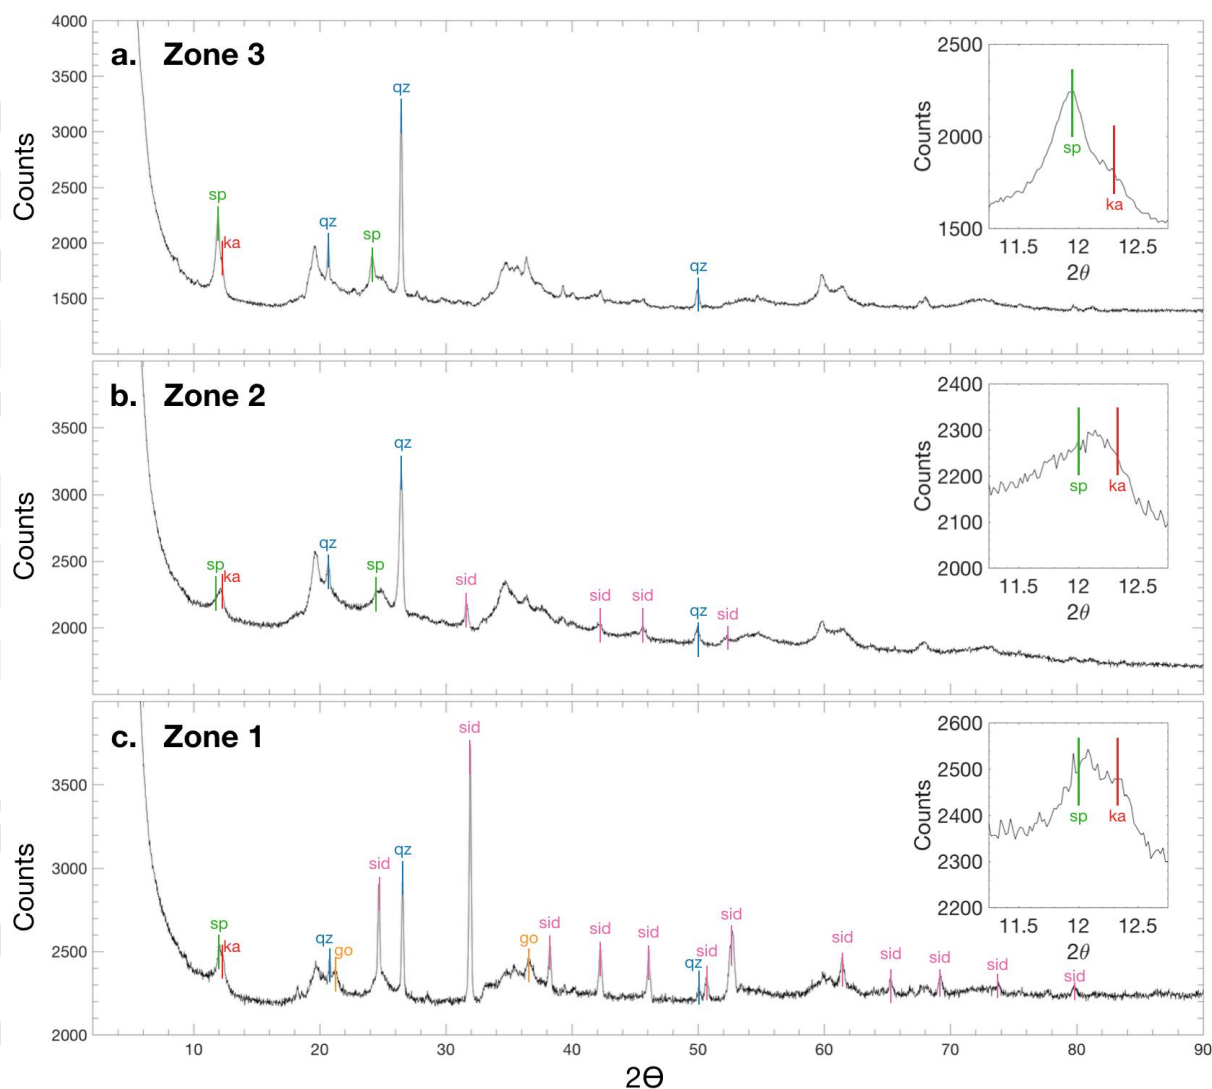 a. Zone 3
4000
3500
3000
2500
2000
1500
Counts
sp
ka
qz
sp
qz
qz
2500
2000
1500
Counts
sp
ka
11.5 12 12.5
2θ
b. Zone 2
3500
3000
2500
2000
Counts
sp
ka
qz
sp
qz
sid
sid
sid
qz
sid
2400
2300
2200
2100
2000
Counts
sp
ka
11.5 12 12.5
2θ
c. Zone 1
3500
3000
2500
2000
Counts
sp
ka
qz
go
sid
qz
sid
go
sid
sid
sid
qz
sid
sid
sid
sid
sid
sid
sid
2600
2500
2400
2300
2200
Counts
sp
ka
11.5 12 12.5
2θ
10 20 30 40 50 60 70 80 90
2Θ